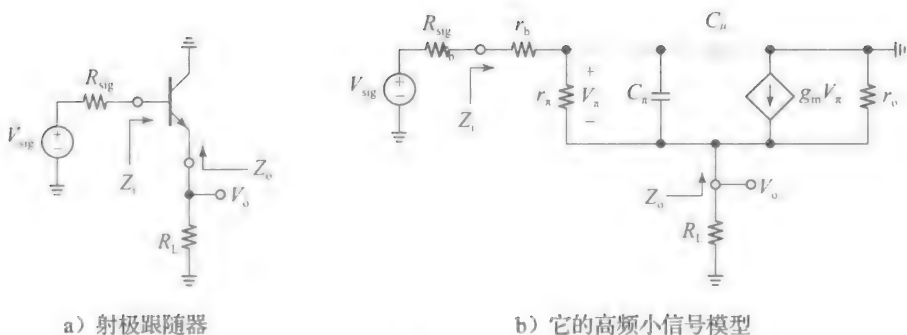 R_sig
V_sig
+
−
Z_i
Z_o
V_o
R_L
a）射极跟随器
R_sig
b
r_b
V_sig
+
−
Z_i
r_π
+
V_π
−
C_π
C_μ
g_m V_π
r_o
Z_o
V_o
R_L
b）它的高频小信号模型